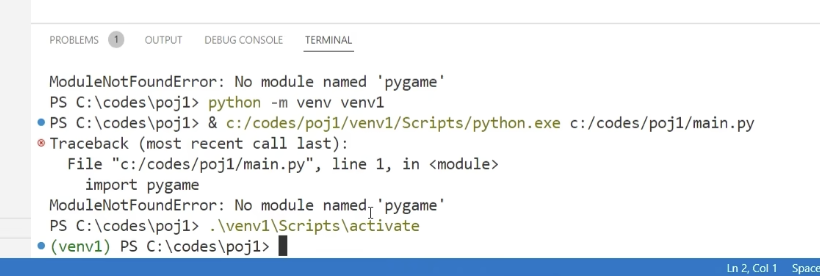 PROBLEMS 1 OUTPUT DEBUG CONSOLE TERMINAL
ModuleNotFoundError: No module named 'pygame'
PS C:\codes\poj1> python -m venv venv1
PS C:\codes\poj1> & c:/codes/poj1/venv1/Scripts/python.exe c:/codes/poj1/main.py
Traceback (most recent call last):
  File "c:/codes/poj1/main.py", line 1, in <module>
    import pygame
ModuleNotFoundError: No module named 'pygame'
PS C:\codes\poj1> .\venv1\Scripts\activate
(venv1) PS C:\codes\poj1>
Ln 2, Col 1 Space